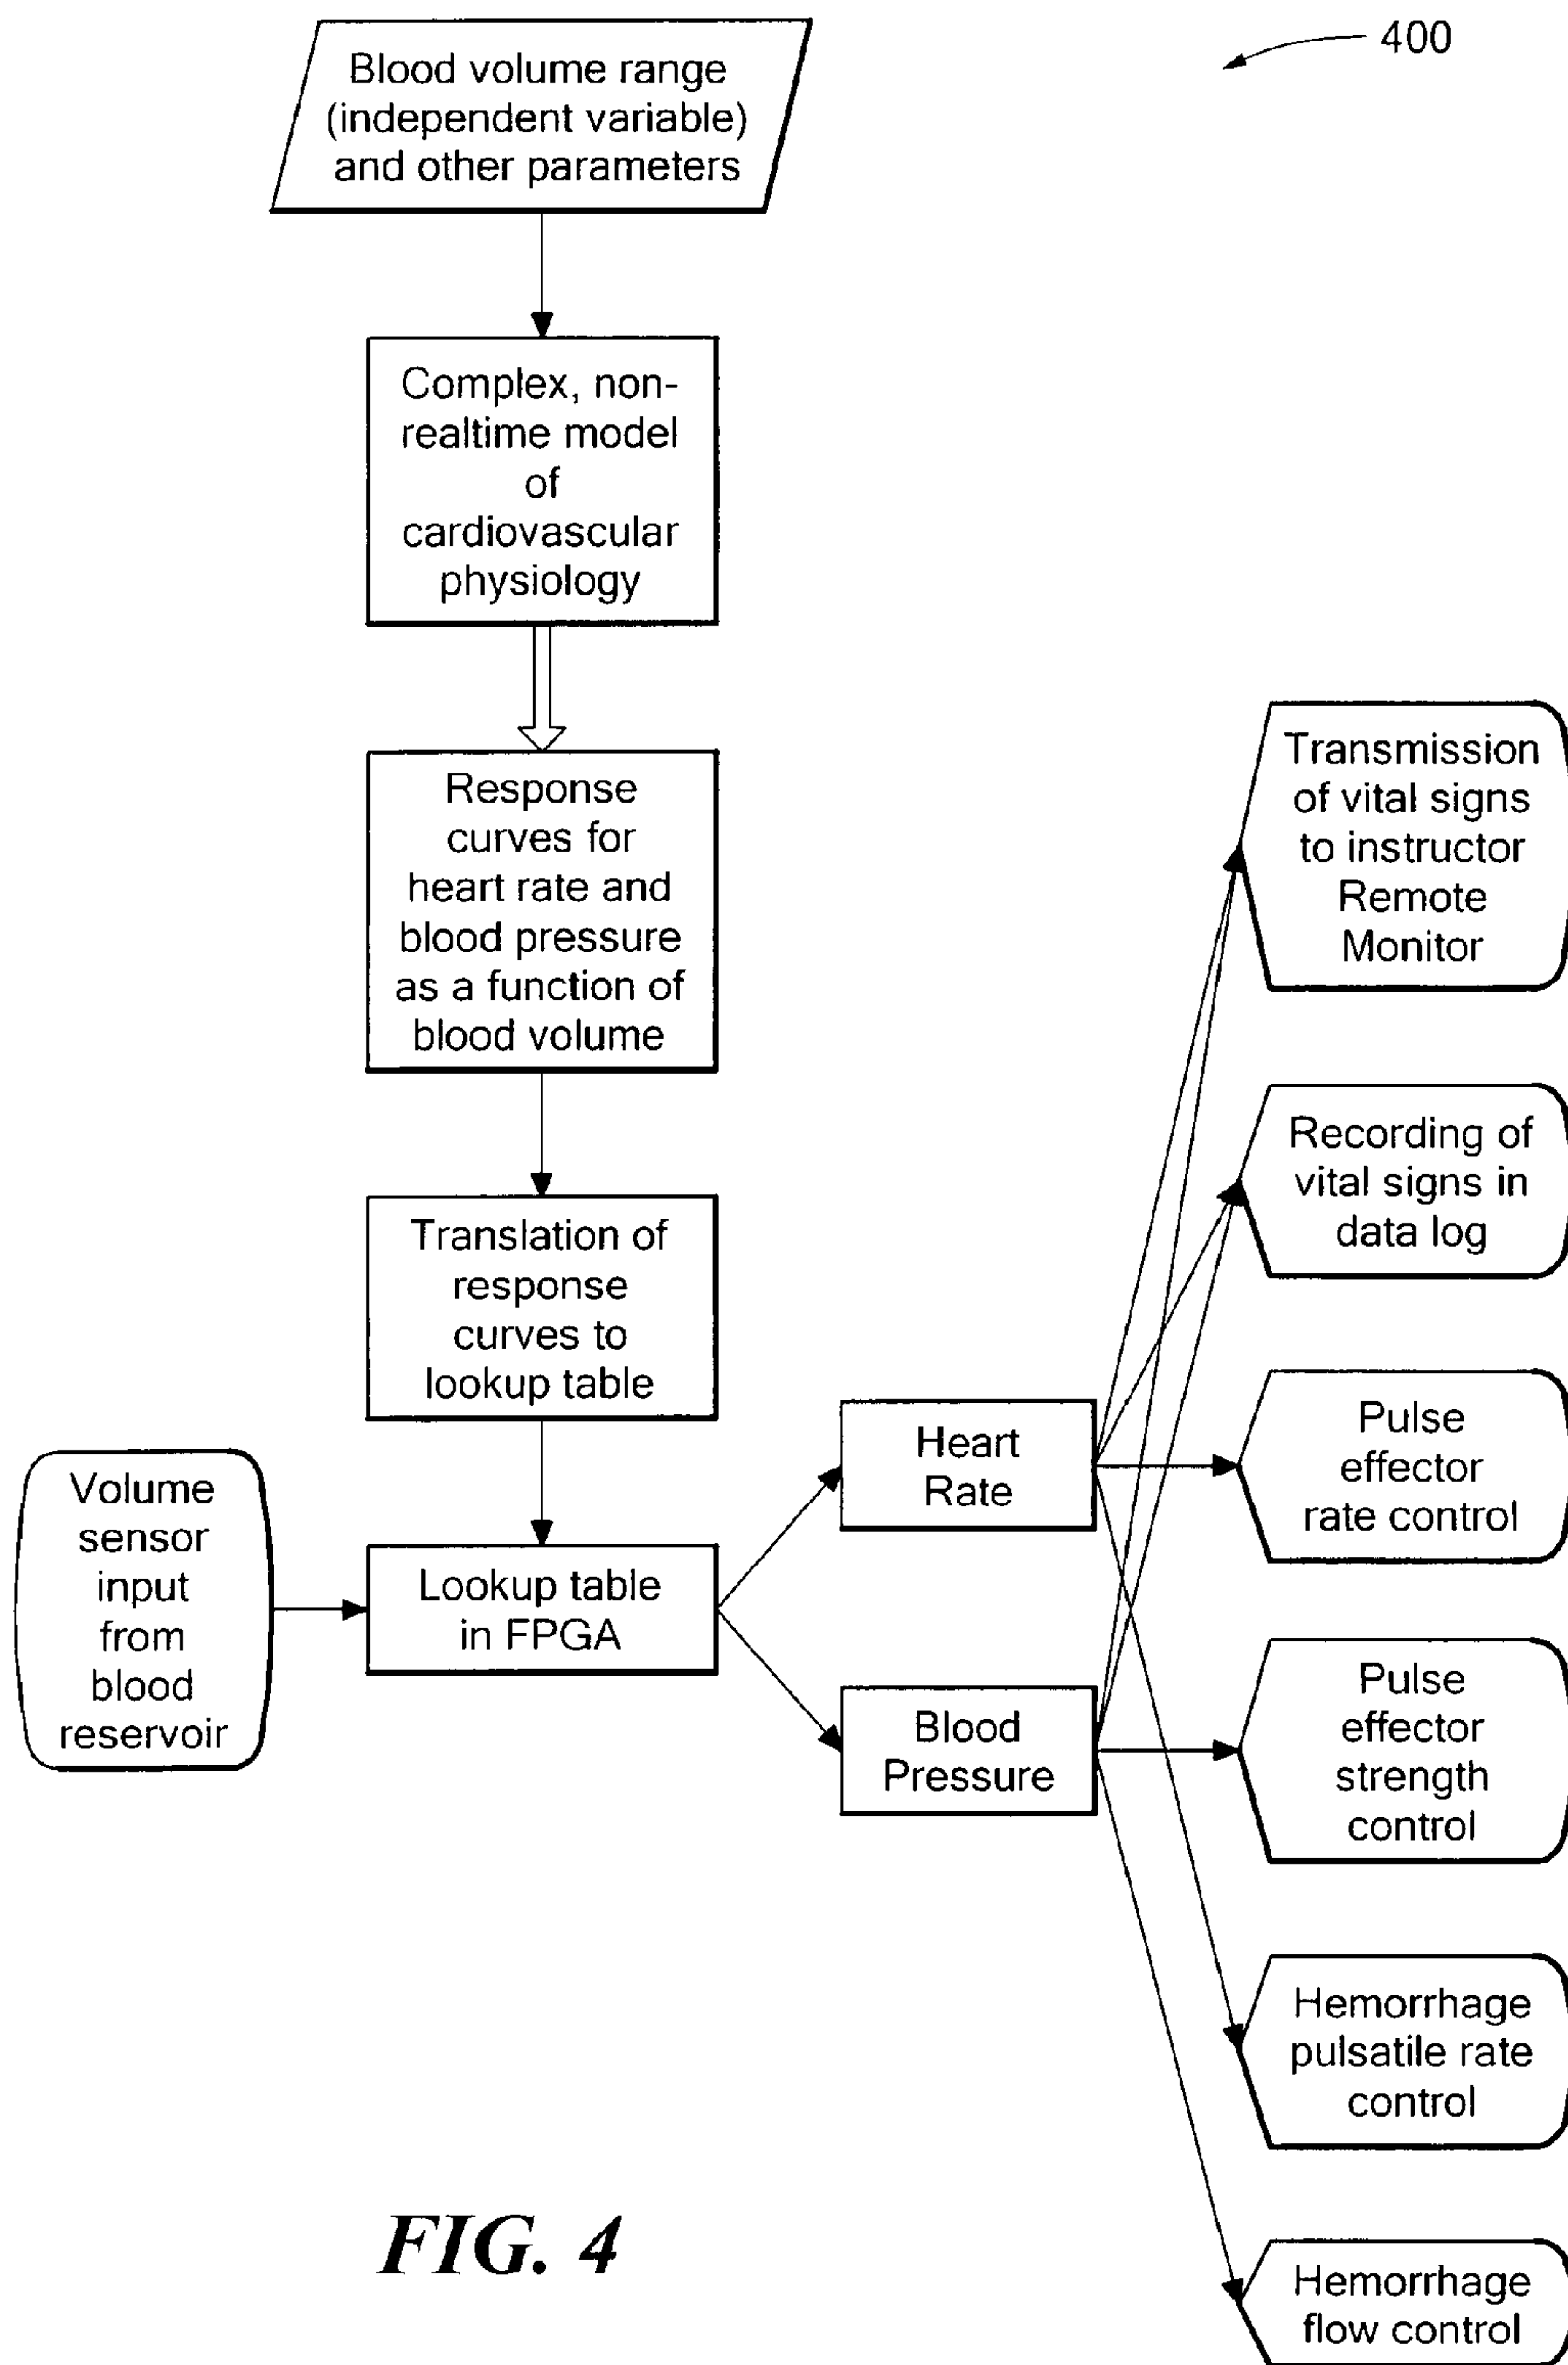 400
Blood volume range
(independent variable)
and other parameters
Complex, non-
realtime model
of
cardiovascular
physiology
Response
curves for
heart rate and
blood pressure
as a function of
blood volume
Translation of
response
curves to
lookup table
Volume
sensor
input
from
blood
reservoir
Lookup table
in FPGA
Heart
Rate
Blood
Pressure
Transmission
of vital signs
to instructor
Remote
Monitor
Recording of
vital signs in
data log
Pulse
effector
rate control
Pulse
effector
strength
control
Hemorrhage
pulsatile rate
control
Hemorrhage
flow control
FIG. 4